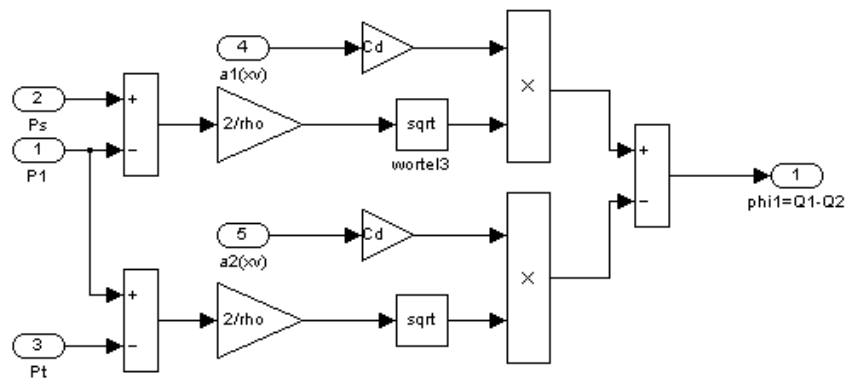 4
a1(xv)
Cd
2
Ps
1
P1
+
−
2/rho
sqrt
wortel3
×
+
−
1
phi1=Q1-Q2
5
a2(xv)
Cd
+
−
3
Pt
2/rho
sqrt
×